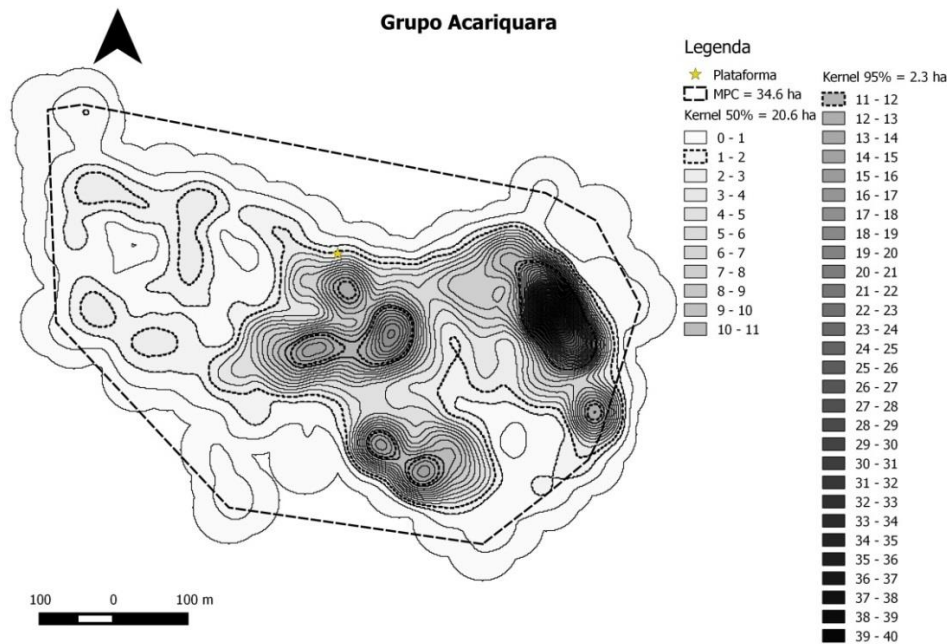 Grupo Acariquara
Legenda
Plataforma
MPC = 34.6 ha
Kernel 50% = 20.6 ha
0 - 1
1 - 2
2 - 3
3 - 4
4 - 5
5 - 6
6 - 7
7 - 8
8 - 9
9 - 10
10 - 11
Kernel 95% = 2.3 ha
11 - 12
12 - 13
13 - 14
14 - 15
15 - 16
16 - 17
17 - 18
18 - 19
19 - 20
20 - 21
21 - 22
22 - 23
23 - 24
24 - 25
25 - 26
26 - 27
27 - 28
28 - 29
29 - 30
30 - 31
31 - 32
32 - 33
33 - 34
34 - 35
35 - 36
36 - 37
37 - 38
38 - 39
39 - 40
100 0 100 m